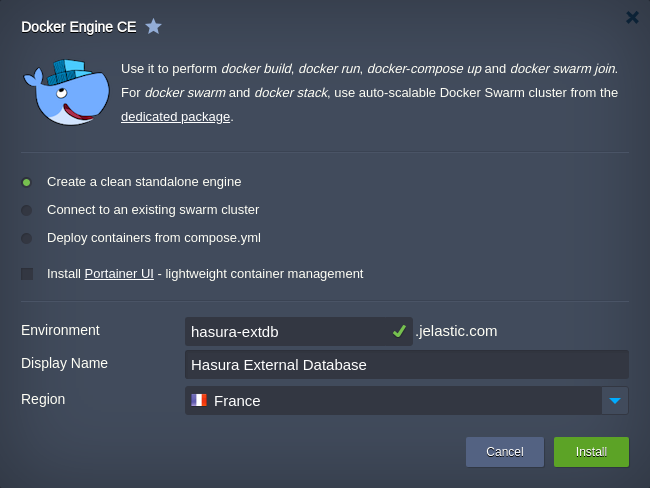 Docker Engine CE
Use it to perform docker build, docker run, docker-compose up and docker swarm join.
For docker swarm and docker stack, use auto-scalable Docker Swarm cluster from the
dedicated package.
Create a clean standalone engine
Connect to an existing swarm cluster
Deploy containers from compose.yml
Install Portainer UI - lightweight container management
Environment hasura-extdb .jelastic.com
Display Name Hasura External Database
Region France
Cancel Install